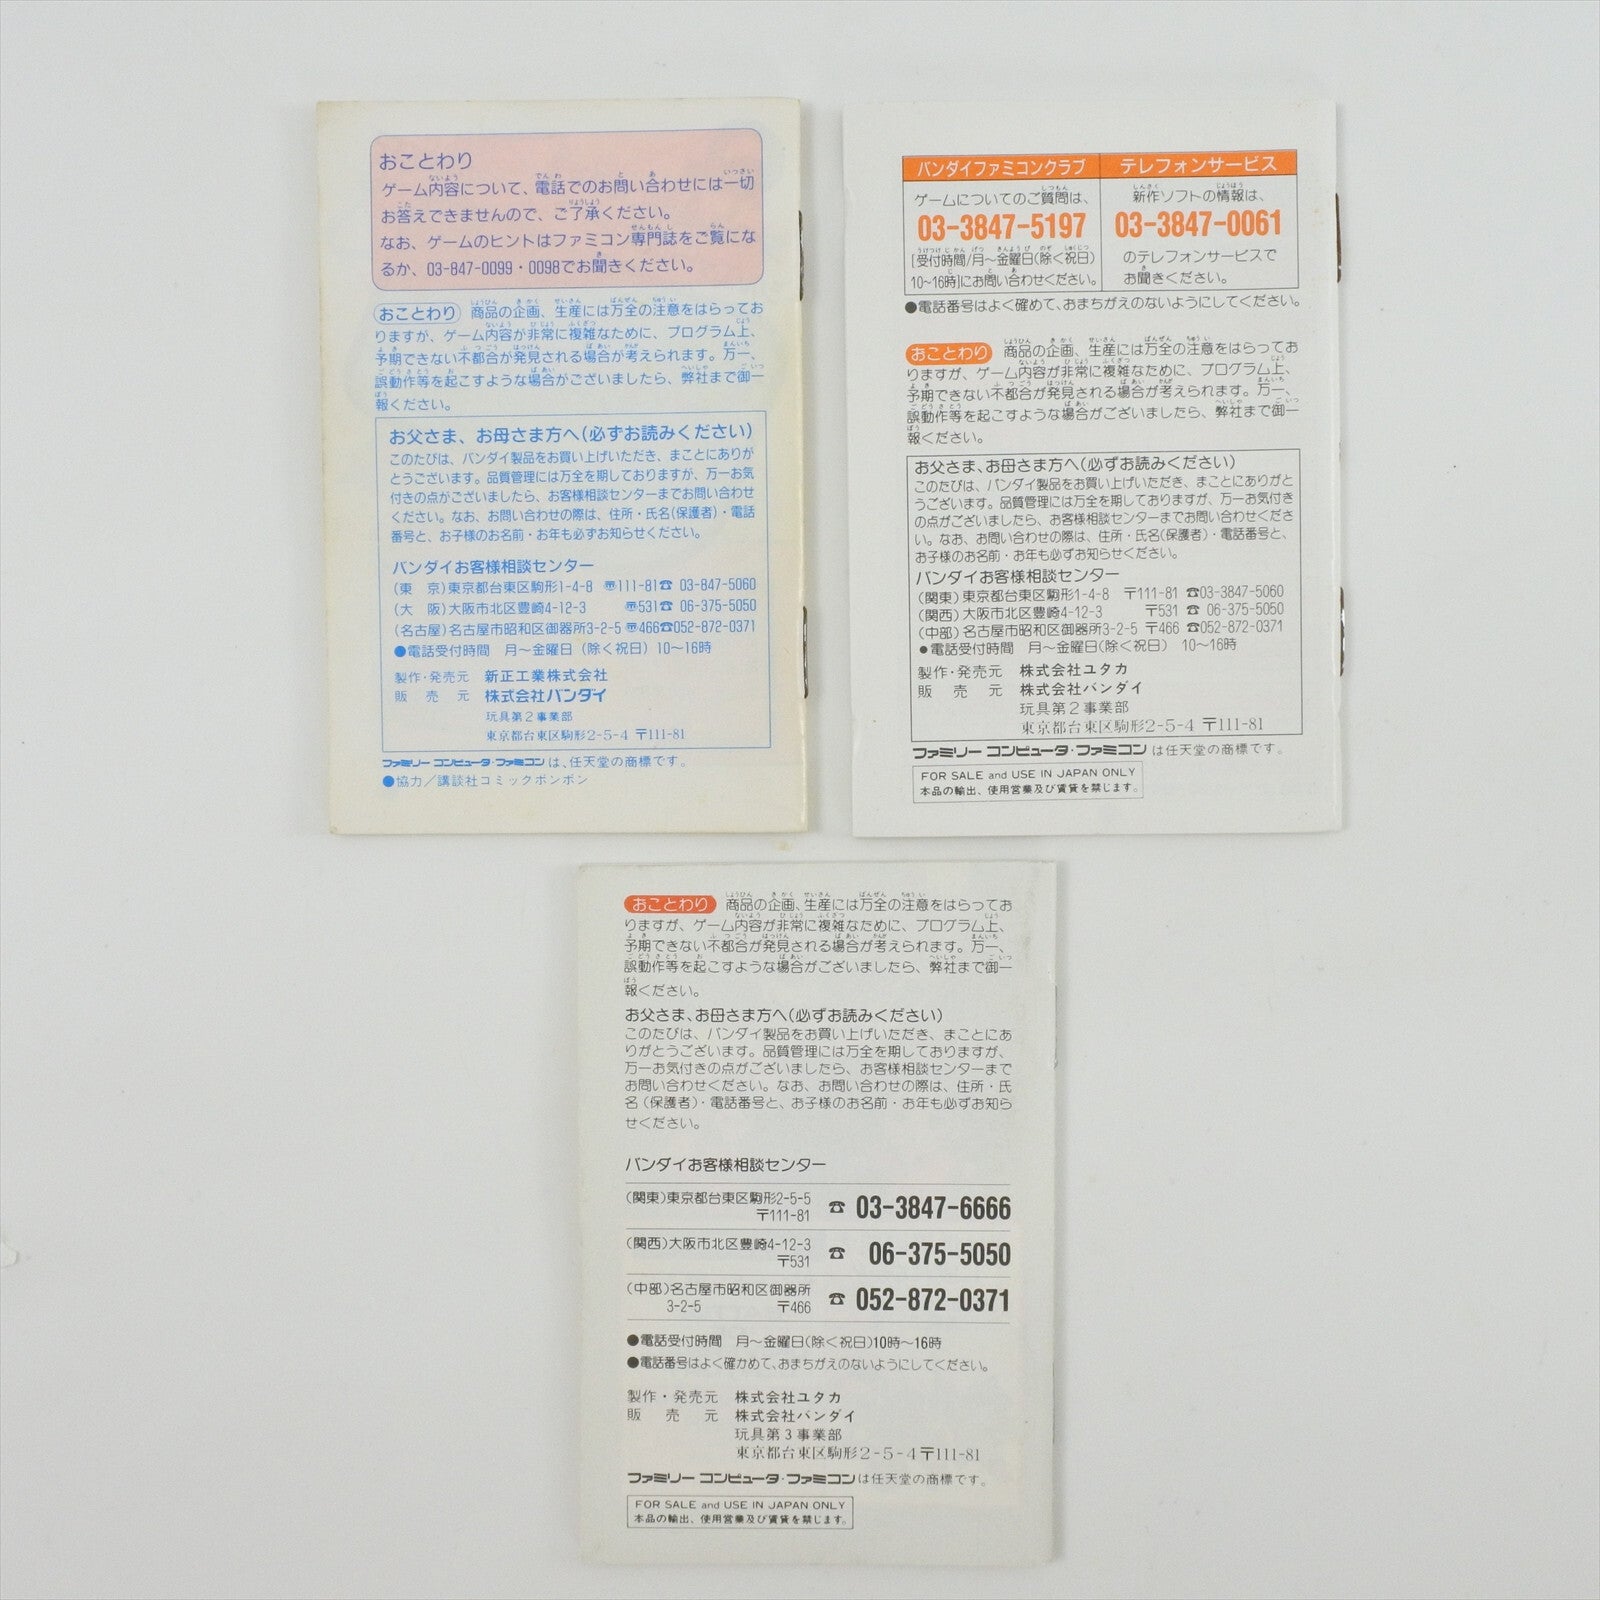 おことわり
ゲーム内容について、電話でのお問い合わせには一切
お答えできませんので、ご了承ください。
なお、ゲームのヒントはファミコン専門誌をご覧にな
るか、03-847-0099・0098でお聞きください。
おことわり 商品の企画、生産には万全の注意をはらってお
りますが、ゲーム内容が非常に複雑なために、プログラム上、
予期できない不都合が発見される場合が考えられます。万一、
誤動作等を起こすような場合がございましたら、弊社まで御一
報ください。
お父さま、お母さま方へ(必ずお読みください)
このたびは、バンダイ製品をお買い上げいただき、まことにありが
とうございます。品質管理には万全を期しておりますが、万一お気
付きの点がございましたら、お客様相談センターまでお問い合わせ
ください。なお、お問い合わせの際は、住所・氏名(保護者)・電話
番号と、お子様のお名前・お年も必ずお知らせください。
バンダイお客様相談センター
(東 京)東京都台東区駒形1-4-8 〠111-81☎ 03-847-5060
(大 阪)大阪市北区豊崎4-12-3 〠531☎ 06-375-5050
(名古屋)名古屋市昭和区御器所3-2-5 〠466☎052-872-0371
●電話受付時間 月〜金曜日(除く祝日) 10〜16時
製作・発売元 新正工業株式会社
販 売 元 株式会社バンダイ
玩具第2事業部
東京都台東区駒形2-5-4 〒111-81
ファミリー コンピュータ・ファミコン は、任天堂の商標です。
●協力/講談社コミックボンボン
バンダイファミコンクラブ
ゲームについてのご質問は、
03-3847-5197
[受付時間/月〜金曜日(除く祝日)
10〜16時]にお問い合わせください。
テレフォンサービス
新作ソフトの情報は、
03-3847-0061
のテレフォンサービスで
お聞きください。
●電話番号はよく確めて、おまちがえのないようにしてください。
おことわり 商品の企画、生産には万全の注意をはらってお
りますが、ゲーム内容が非常に複雑なために、プログラム上、
予期できない不都合が発見される場合が考えられます。万一、
誤動作等を起こすような場合がございましたら、弊社まで御一
報ください。
お父さま、お母さま方へ(必ずお読みください)
このたびは、バンダイ製品をお買い上げいただき、まことにありがと
うございます。品質管理には万全を期しておりますが、万一お気付き
の点がございましたら、お客様相談センターまでお問い合わせくださ
い。なお、お問い合わせの際は、住所・氏名(保護者)・電話番号と、
お子様のお名前・お年も必ずお知らせください。
バンダイお客様相談センター
(関東)東京都台東区駒形1-4-8 〒111-81 ☎03-3847-5060
(関西)大阪市北区豊崎4-12-3 〒531 ☎ 06-375-5050
(中部)名古屋市昭和区御器所3-2-5 〒466 ☎052-872-0371
●電話受付時間 月〜金曜日(除く祝日) 10〜16時
製作・発売元 株式会社ユタカ
販 売 元 株式会社バンダイ
玩具第2事業部
東京都台東区駒形2-5-4 〒111-81
ファミリー コンピュータ・ファミコン は任天堂の商標です。
FOR SALE and USE IN JAPAN ONLY
本品の輸出、使用営業及び賃貸を禁じます。
おことわり 商品の企画、生産には万全の注意をはらってお
りますが、ゲーム内容が非常に複雑なために、プログラム上、
予期できない不都合が発見される場合が考えられます。万一、
誤動作等を起こすような場合がございましたら、弊社まで御一
報ください。
お父さま、お母さま方へ(必ずお読みください)
このたびは、バンダイ製品をお買い上げいただき、まことにあ
りがとうございます。品質管理には万全を期しておりますが、
万一お気付きの点がございましたら、お客様相談センターまで
お問い合わせください。なお、お問い合わせの際は、住所・氏
名(保護者)・電話番号と、お子様のお名前・お年も必ずお知ら
せください。
バンダイお客様相談センター
(関東)東京都台東区駒形2-5-5
〒111-81 ☎ 03-3847-6666
(関西)大阪市北区豊崎4-12-3
〒531 ☎ 06-375-5050
(中部)名古屋市昭和区御器所
3-2-5 〒466 ☎ 052-872-0371
●電話受付時間 月〜金曜日(除く祝日)10時〜16時
●電話番号はよく確かめて、おまちがえのないようにしてください。
製作・発売元 株式会社ユタカ
販 売 元 株式会社バンダイ
玩具第3事業部
東京都台東区駒形2-5-4〒111-81
ファミリー コンピュータ・ファミコン は任天堂の商標です。
FOR SALE and USE IN JAPAN ONLY
本品の輸出、使用営業及び賃貸を禁じます。